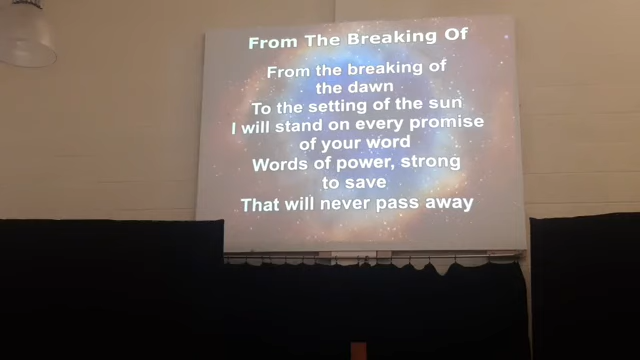 From The Breaking Of
From the breaking of
the dawn
To the setting of the sun
I will stand on every promise
of your word
Words of power, strong
to save
That will never pass away